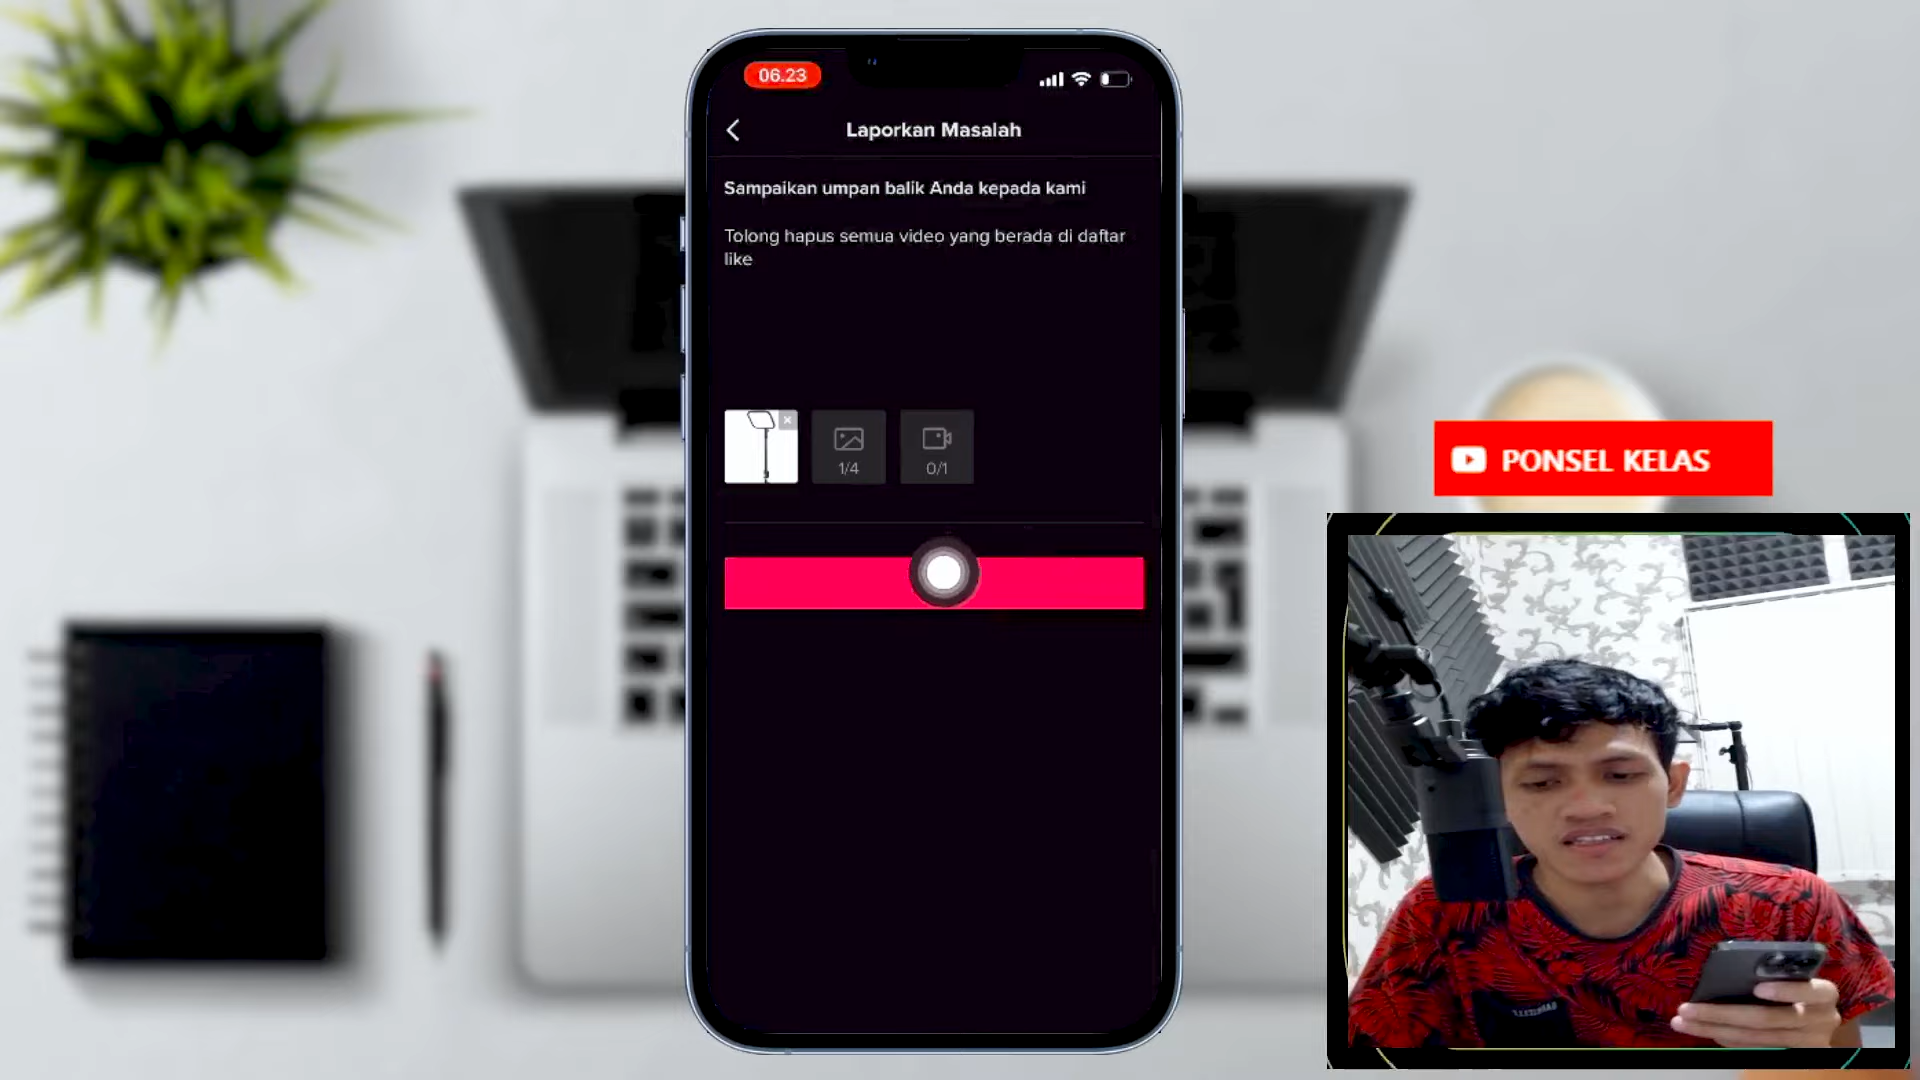 06.23
Laporkan Masalah
Sampaikan umpan balik Anda kepada kami
Tolong hapus semua video yang berada di daftar
like
1/4
0/1
PONSEL KELAS